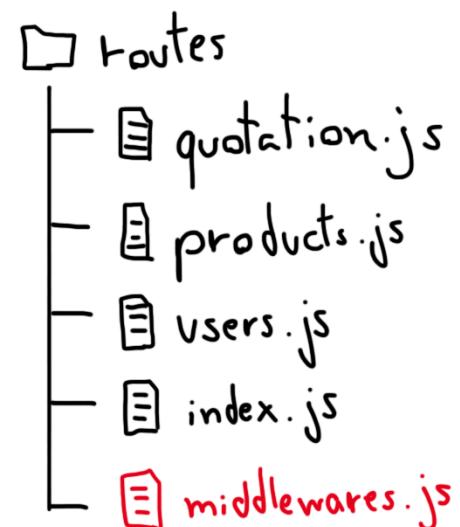 routes
quotation.js
products.js
users.js
index.js
middlewares.js